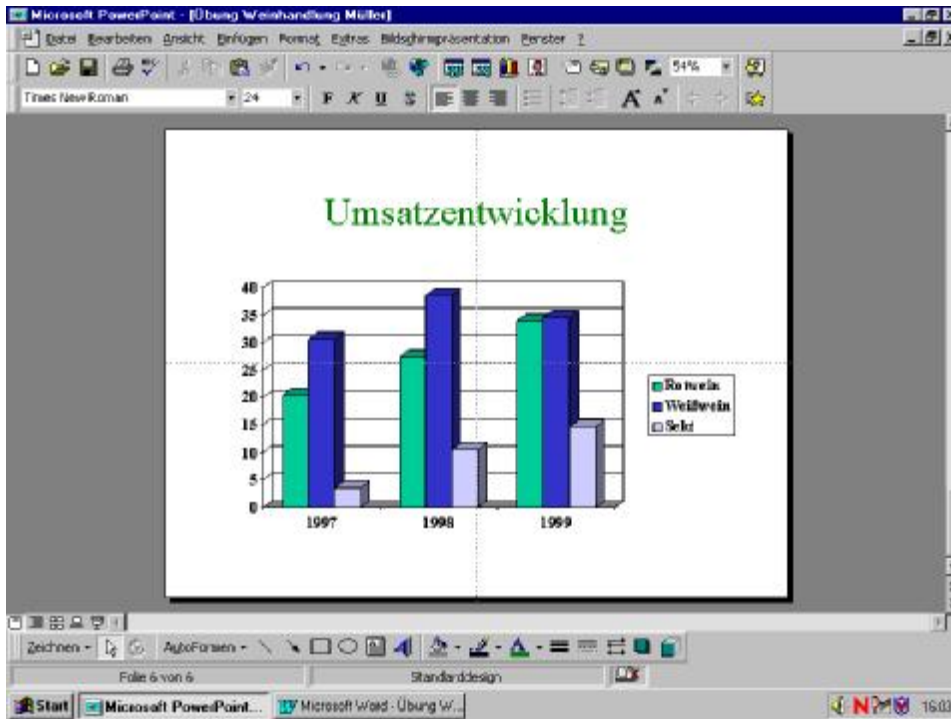 Microsoft PowerPoint - [Übung Weinhandlung Müller]
Datei Bearbeiten Ansicht Einfügen Format Extras Bildschirmpräsentation Fenster ?
54%
Times New Roman 24 F K U S A A
Umsatzentwicklung
40
35
30
25
20
15
10
5
0
1997 1998 1999
Rotwein
Weißwein
Sekt
Zeichnen AutoFormen
Folie 6 von 6 Standarddesign
Start Microsoft PowerPoint... Microsoft Word - Übung W...